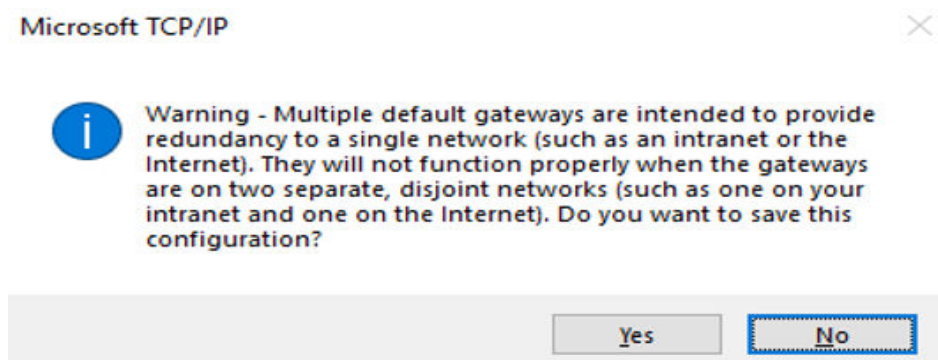 Microsoft TCP/IP
Warning - Multiple default gateways are intended to provide
redundancy to a single network (such as an intranet or the
Internet). They will not function properly when the gateways
are on two separate, disjoint networks (such as one on your
intranet and one on the Internet). Do you want to save this
configuration?
Yes
No